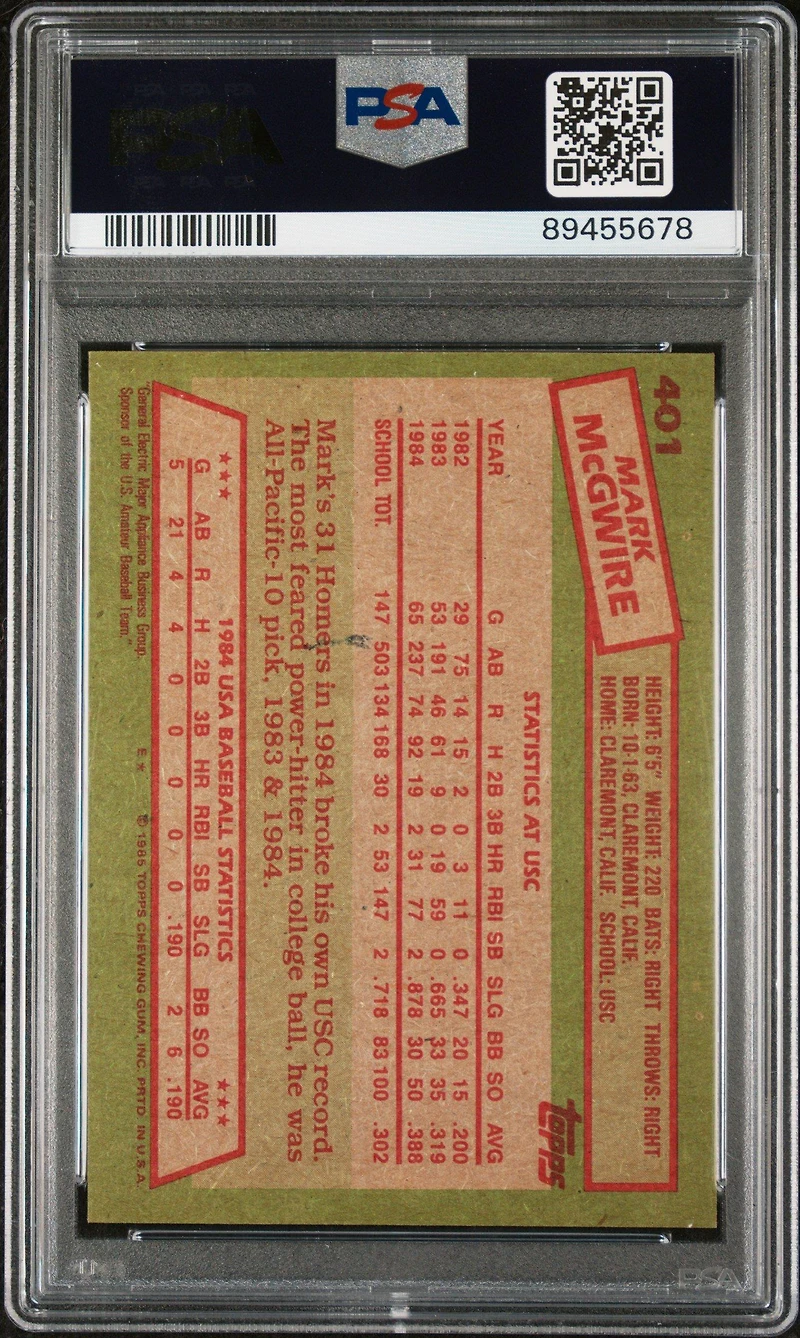 PSA
PSA
89455678
401
MARK
McGWIRE
HEIGHT: 6'5" WEIGHT: 220 BATS: RIGHT THROWS: RIGHT
BORN: 10-1-63, CLAREMONT, CALIF.
HOME: CLAREMONT, CALIF. SCHOOL: USC
topps
STATISTICS AT USC
YEAR G AB R H 2B 3B HR RBI SB SLG BB SO AVG
1982 29 75 14 15 2 0 3 11 0 .347 20 15 .200
1983 53 191 46 61 9 0 19 59 0 .665 33 35 .319
1984 65 237 74 92 19 2 31 77 2 .878 30 50 .388
SCHOOL TOT. 147 503 134 168 30 2 53 147 2 .718 83 100 .302
Mark's 31 Homers in 1984 broke his own USC record.
The most feared power-hitter in college ball, he was
All-Pacific-10 pick, 1983 & 1984.
★★★ 1984 USA BASEBALL STATISTICS ★★★
G AB R H 2B 3B HR RBI SB SLG BB SO AVG
5 21 4 4 0 0 0 0 0 .190 2 6 .190
"General Electric Major Appliance Business Group,
Sponsor of the U.S. Amateur Baseball Team."
E★ © 1985 TOPPS CHEWING GUM, INC. PRTD. IN U.S.A.
PSA